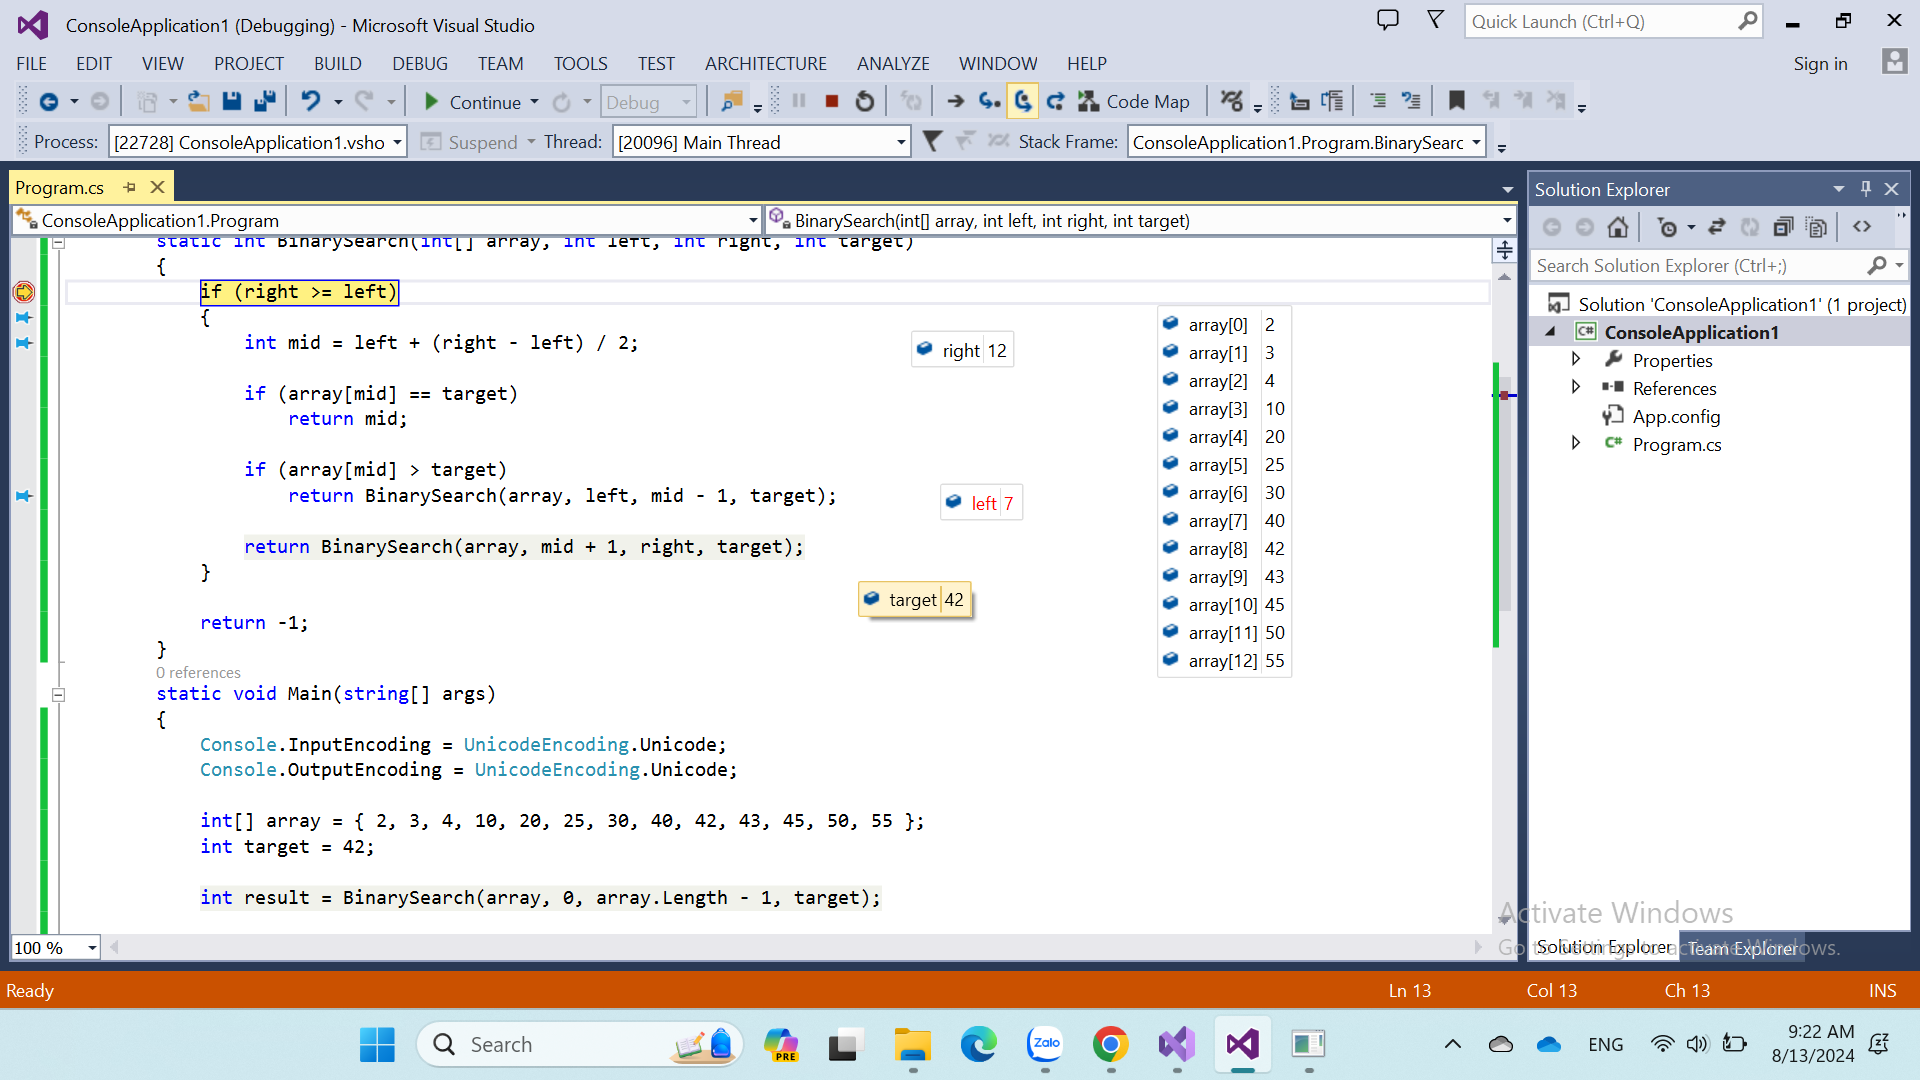 ConsoleApplication1 (Debugging) - Microsoft Visual Studio
Quick Launch (Ctrl+Q)
FILE EDIT VIEW PROJECT BUILD DEBUG TEAM TOOLS TEST ARCHITECTURE ANALYZE WINDOW HELP
Sign in
Continue
Debug
Code Map
Process: [22728] ConsoleApplication1.vsho
Suspend
Thread: [20096] Main Thread
Stack Frame: ConsoleApplication1.Program.BinarySearc
Program.cs
ConsoleApplication1.Program
BinarySearch(int[] array, int left, int right, int target)
static int BinarySearch(int[] array, int left, int right, int target)
{
if (right >= left)
{
int mid = left + (right - left) / 2;
if (array[mid] == target)
return mid;
if (array[mid] > target)
return BinarySearch(array, left, mid - 1, target);
return BinarySearch(array, mid + 1, right, target);
}
return -1;
}
0 references
static void Main(string[] args)
{
Console.InputEncoding = UnicodeEncoding.Unicode;
Console.OutputEncoding = UnicodeEncoding.Unicode;
int[] array = { 2, 3, 4, 10, 20, 25, 30, 40, 42, 43, 45, 50, 55 };
int target = 42;
int result = BinarySearch(array, 0, array.Length - 1, target);
right 12
left 7
target 42
array[0] 2
array[1] 3
array[2] 4
array[3] 10
array[4] 20
array[5] 25
array[6] 30
array[7] 40
array[8] 42
array[9] 43
array[10] 45
array[11] 50
array[12] 55
100 %
Solution Explorer
Search Solution Explorer (Ctrl+;)
Solution 'ConsoleApplication1' (1 project)
C# ConsoleApplication1
Properties
References
App.config
C# Program.cs
Activate Windows
Go to Settings to activate Windows.
Solution Explorer
Team Explorer
Ready
Ln 13
Col 13
Ch 13
INS
Search
PRE
Zalo
ENG
9:22 AM
8/13/2024